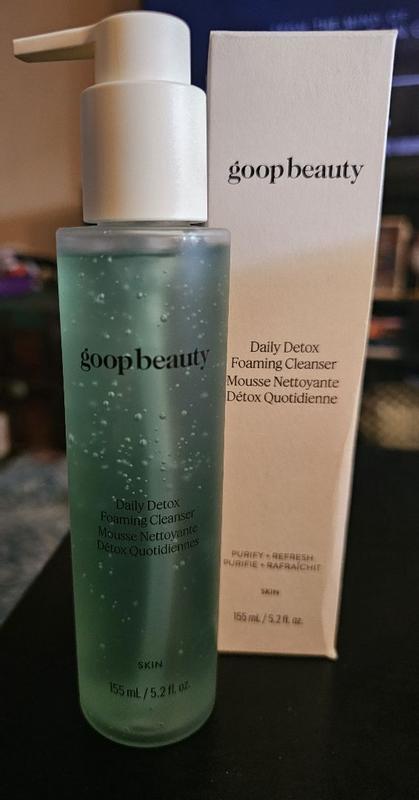 goop beauty
Daily Detox
Foaming Cleanser
Mousse Nettoyante
Détox Quotidiennes
SKIN
155 mL / 5.2 fl. oz.
goop beauty
Daily Detox
Foaming Cleanser
Mousse Nettoyante
Détox Quotidienne
PURIFY + REFRESH
PURIFIE + RAFRAÎCHIT
SKIN
155 mL / 5.2 fl. oz.